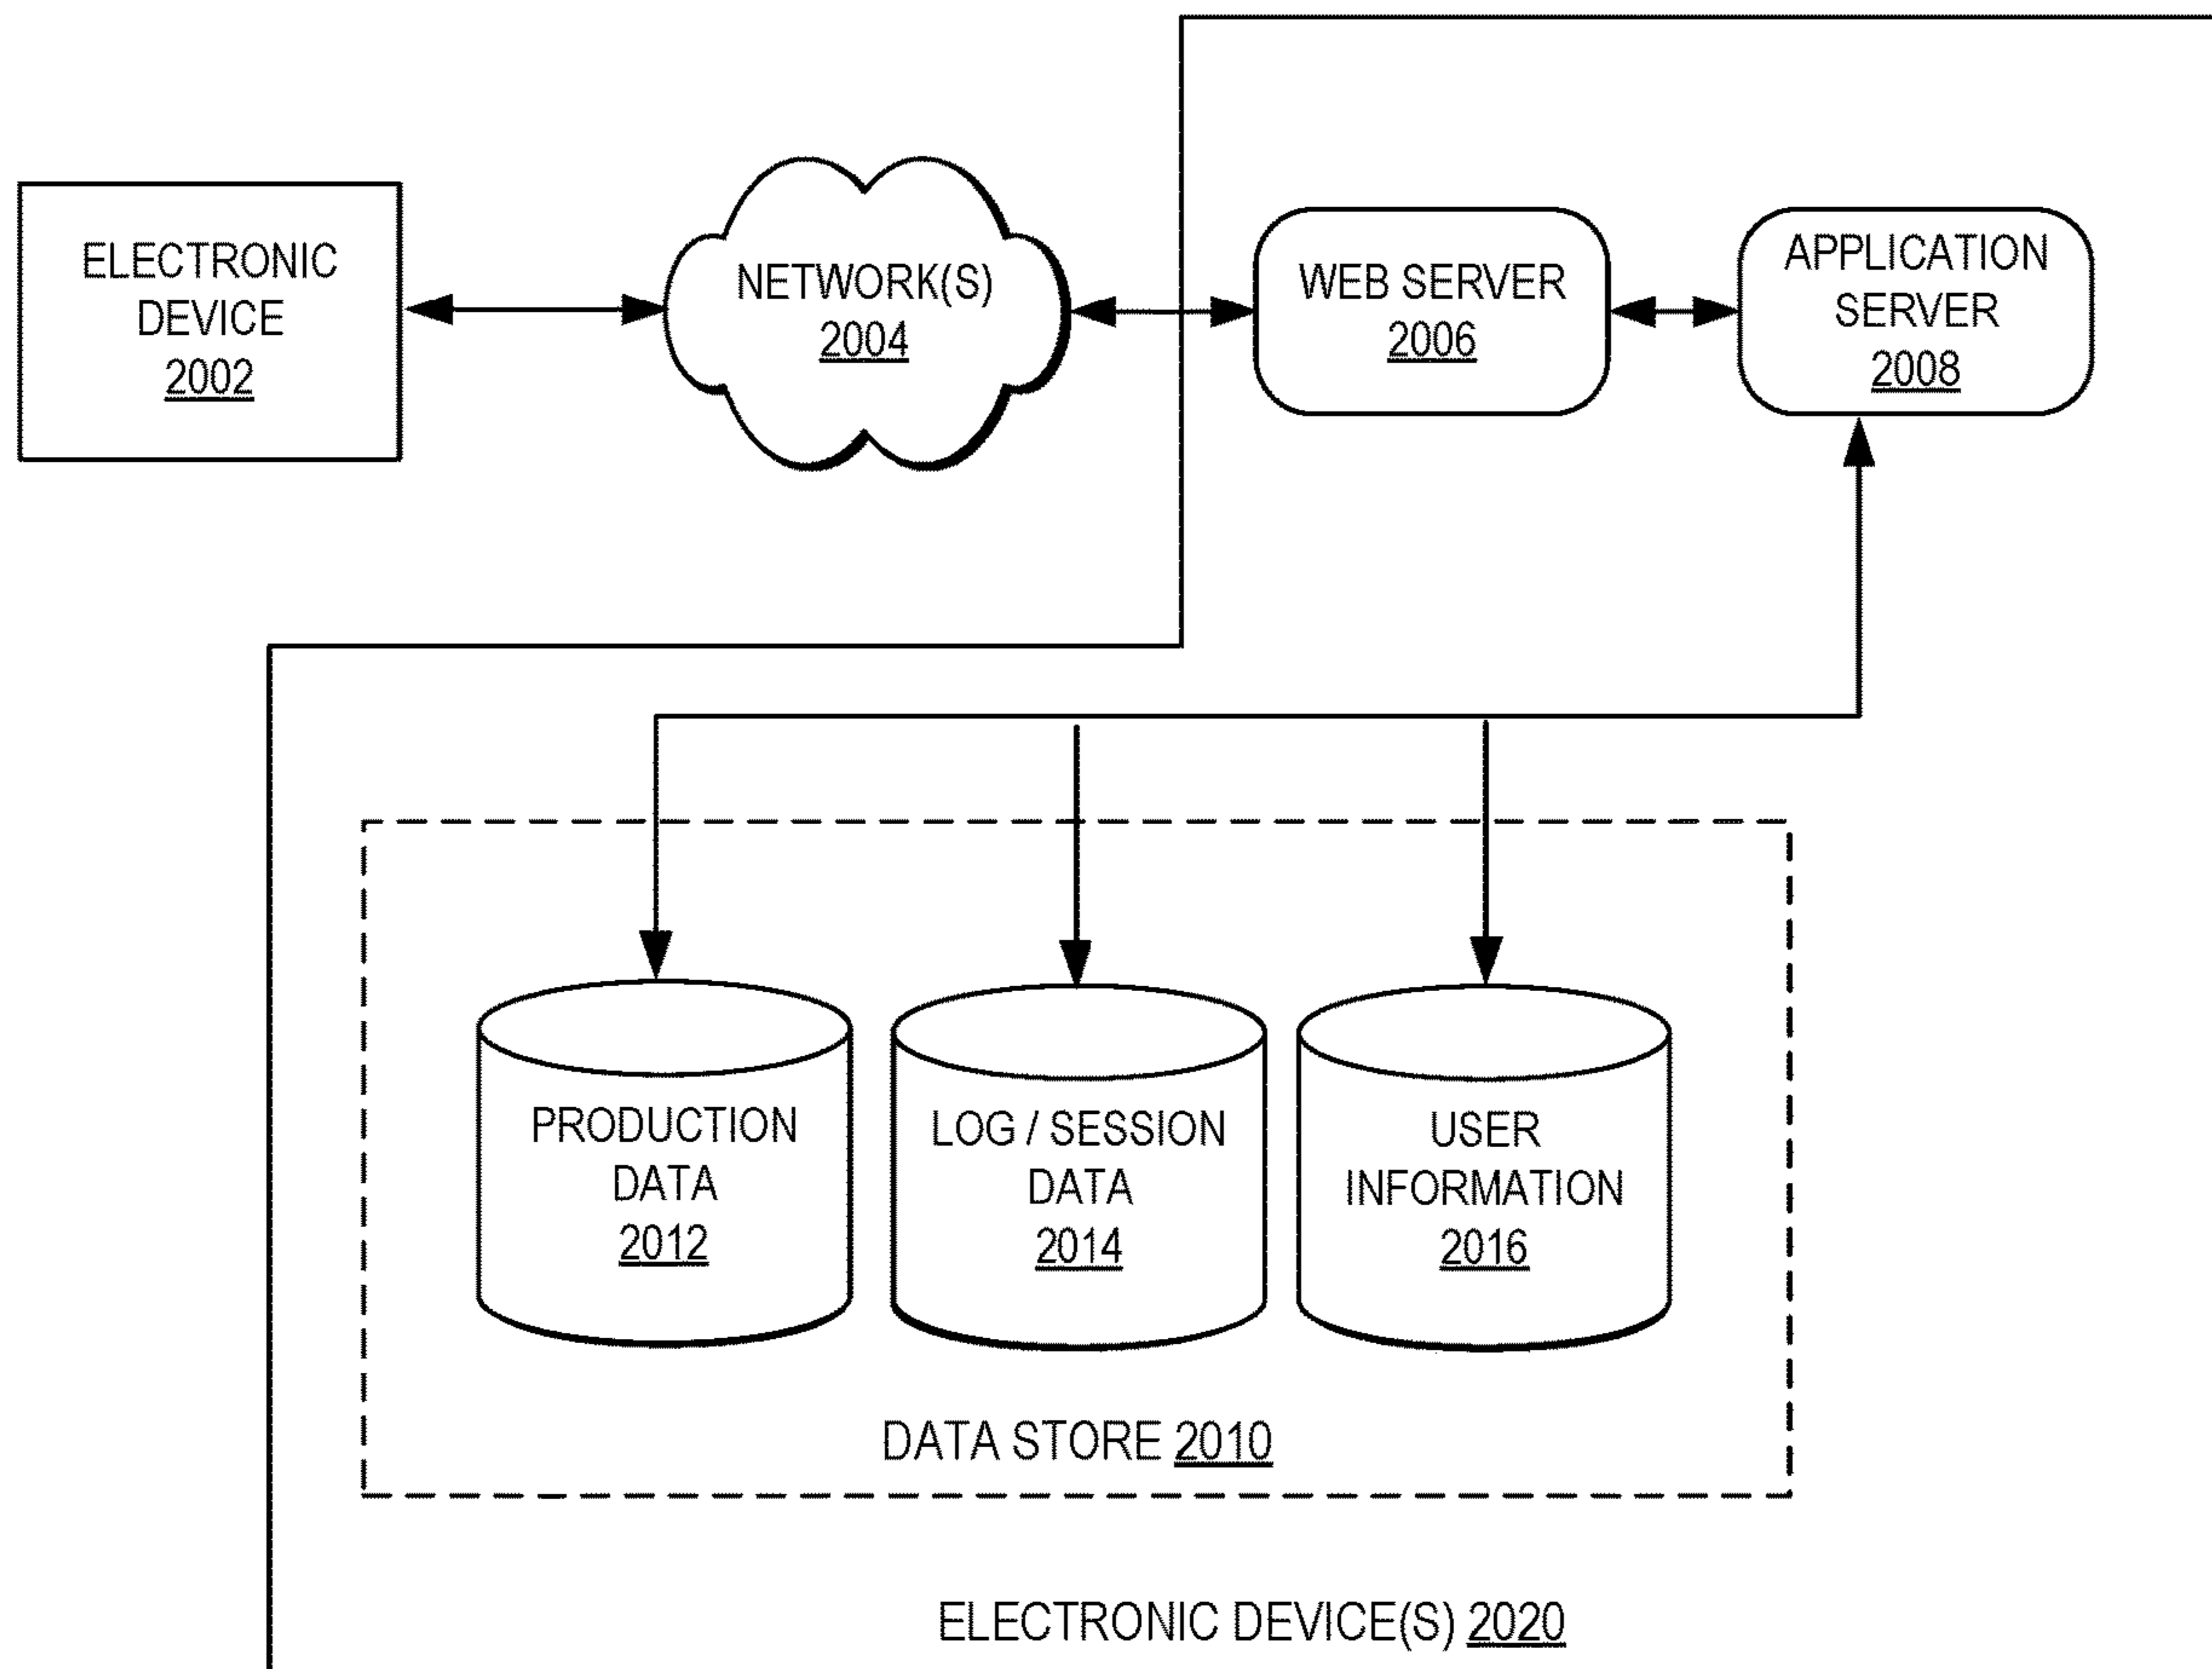 ELECTRONIC
DEVICE
2002
NETWORK(S)
2004
WEB SERVER
2006
APPLICATION
SERVER
2008
PRODUCTION
DATA
2012
LOG / SESSION
DATA
2014
USER
INFORMATION
2016
DATA STORE 2010
ELECTRONIC DEVICE(S) 2020